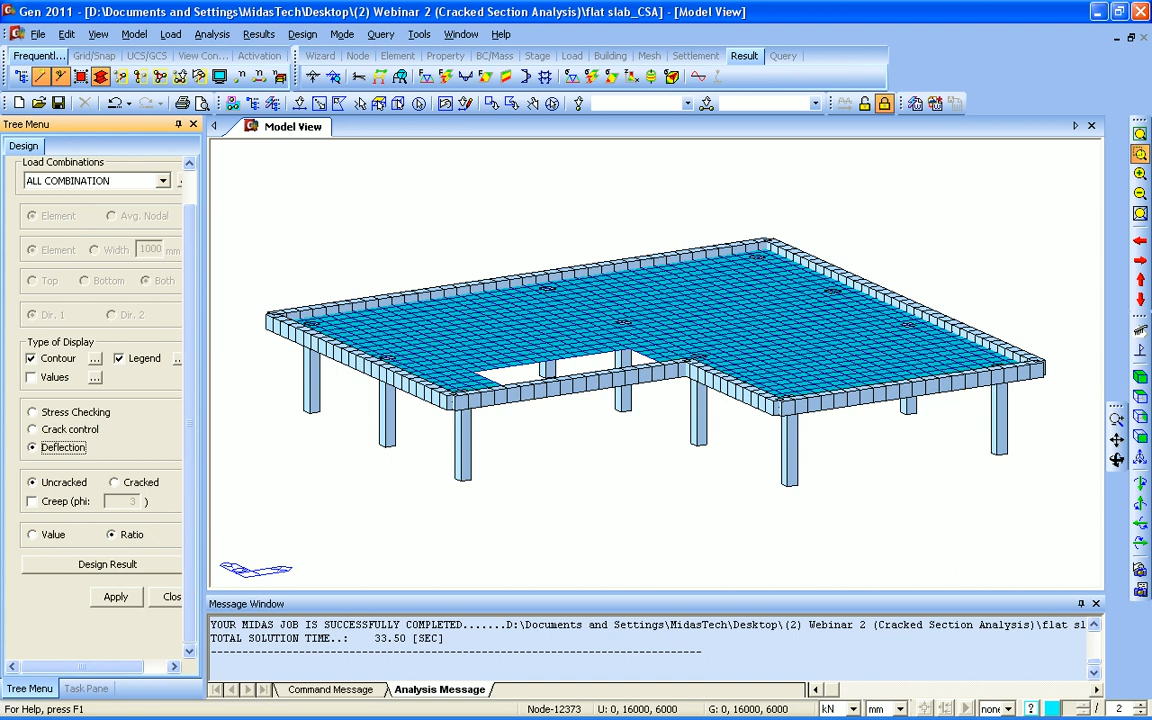 Gen 2011 - [D:\Documents and Settings\MidasTech\Desktop\(2) Webinar 2 (Cracked Section Analysis)\flat slab_CSA] - [Model View]
File Edit View Model Load Analysis Results Design Mode Query Tools Window Help
Frequentl... Grid/Snap UCS/GCS View Con... Activation Wizard Node Element Property BC/Mass Stage Load Building Mesh Settlement Result Query
Tree Menu
Model View
Design
Load Combinations
ALL COMBINATION
Element Avg. Nodal
Element Width 1000 mm
Top Bottom Both
Dir. 1 Dir. 2
Type of Display
Contour ... Legend
Values ...
Stress Checking
Crack control
Deflection
Uncracked Cracked
Creep (phi: 3 )
Value Ratio
Design Result
Apply Clos
Message Window
YOUR MIDAS JOB IS SUCCESSFULLY COMPLETED.......D:\Documents and Settings\MidasTech\Desktop\(2) Webinar 2 (Cracked Section Analysis)\flat sl
TOTAL SOLUTION TIME..: 33.50 [SEC]
Tree Menu Task Pane
Command Message Analysis Message
For Help, press F1 Node-12373 U: 0, 16000, 6000 G: 0, 16000, 6000 kN mm none ? / 2